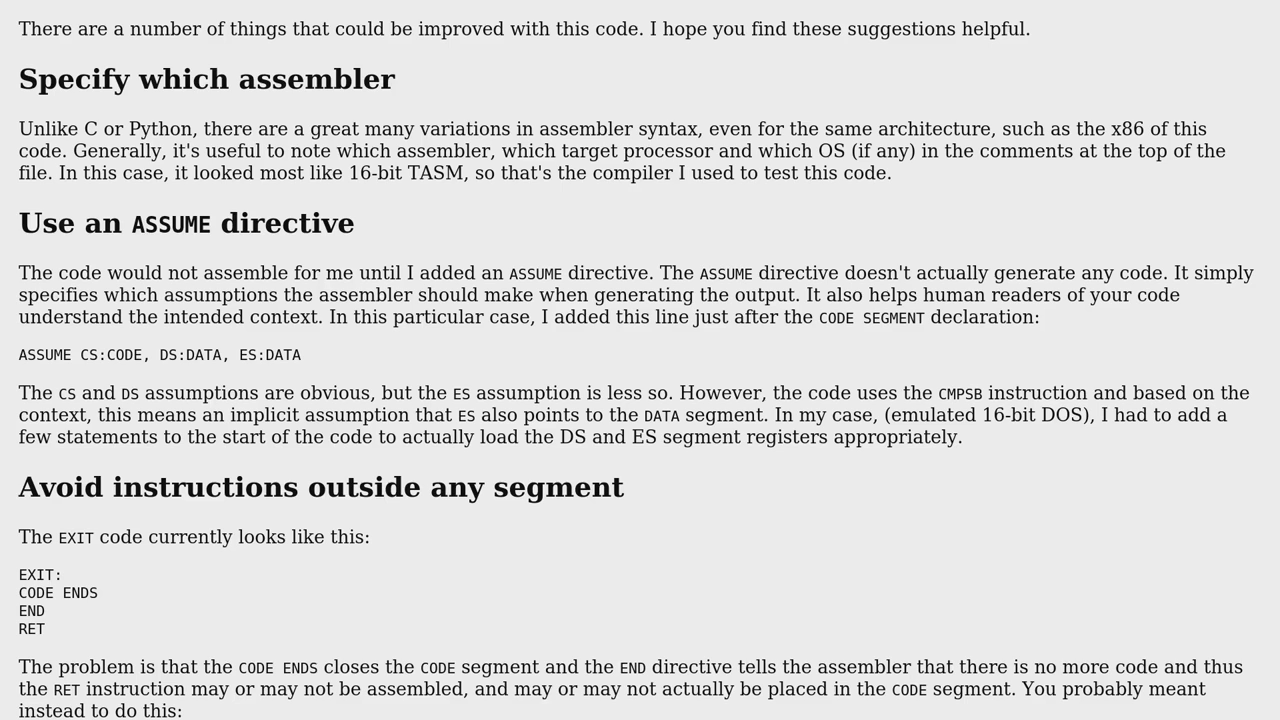 There are a number of things that could be improved with this code. I hope you find these suggestions helpful.
Specify which assembler
Unlike C or Python, there are a great many variations in assembler syntax, even for the same architecture, such as the x86 of this
code. Generally, it's useful to note which assembler, which target processor and which OS (if any) in the comments at the top of the
file. In this case, it looked most like 16-bit TASM, so that's the compiler I used to test this code.
Use an ASSUME directive
The code would not assemble for me until I added an ASSUME directive. The ASSUME directive doesn't actually generate any code. It simply
specifies which assumptions the assembler should make when generating the output. It also helps human readers of your code
understand the intended context. In this particular case, I added this line just after the CODE SEGMENT declaration:
ASSUME CS:CODE, DS:DATA, ES:DATA
The CS and DS assumptions are obvious, but the ES assumption is less so. However, the code uses the CMPSB instruction and based on the
context, this means an implicit assumption that ES also points to the DATA segment. In my case, (emulated 16-bit DOS), I had to add a
few statements to the start of the code to actually load the DS and ES segment registers appropriately.
Avoid instructions outside any segment
The EXIT code currently looks like this:
EXIT:
CODE ENDS
END
RET
The problem is that the CODE ENDS closes the CODE segment and the END directive tells the assembler that there is no more code and thus
the RET instruction may or may not be assembled, and may or may not actually be placed in the CODE segment. You probably meant
instead to do this: